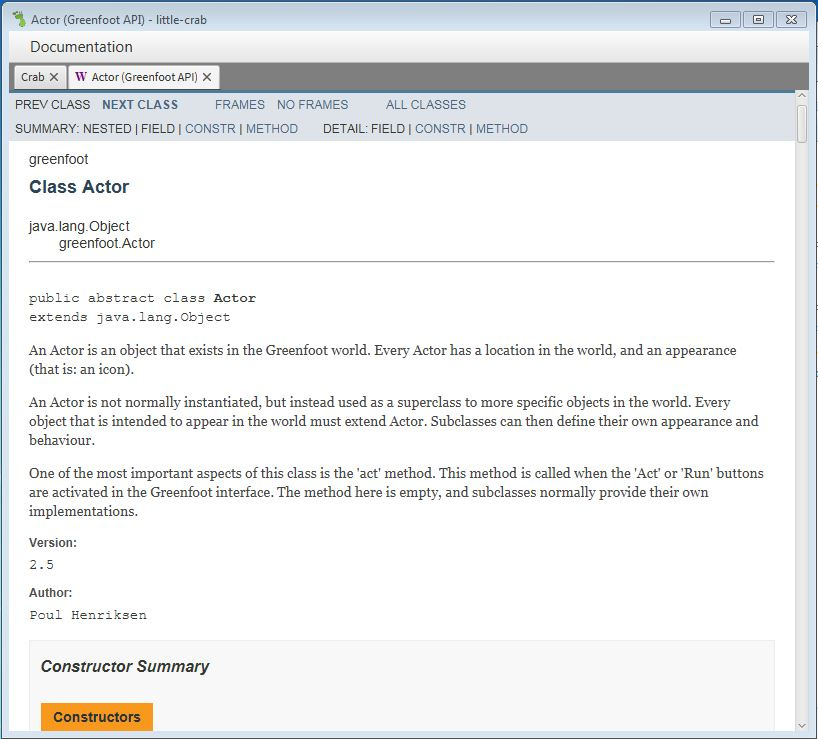 Actor (Greenfoot API) - little-crab
Documentation
Crab
W Actor (Greenfoot API)
PREV CLASS NEXT CLASS FRAMES NO FRAMES ALL CLASSES
SUMMARY: NESTED | FIELD | CONSTR | METHOD DETAIL: FIELD | CONSTR | METHOD
greenfoot
Class Actor
java.lang.Object
greenfoot.Actor
public abstract class Actor
extends java.lang.Object
An Actor is an object that exists in the Greenfoot world. Every Actor has a location in the world, and an appearance
(that is: an icon).
An Actor is not normally instantiated, but instead used as a superclass to more specific objects in the world. Every
object that is intended to appear in the world must extend Actor. Subclasses can then define their own appearance and
behaviour.
One of the most important aspects of this class is the 'act' method. This method is called when the 'Act' or 'Run' buttons
are activated in the Greenfoot interface. The method here is empty, and subclasses normally provide their own
implementations.
Version:
2.5
Author:
Poul Henriksen
Constructor Summary
Constructors